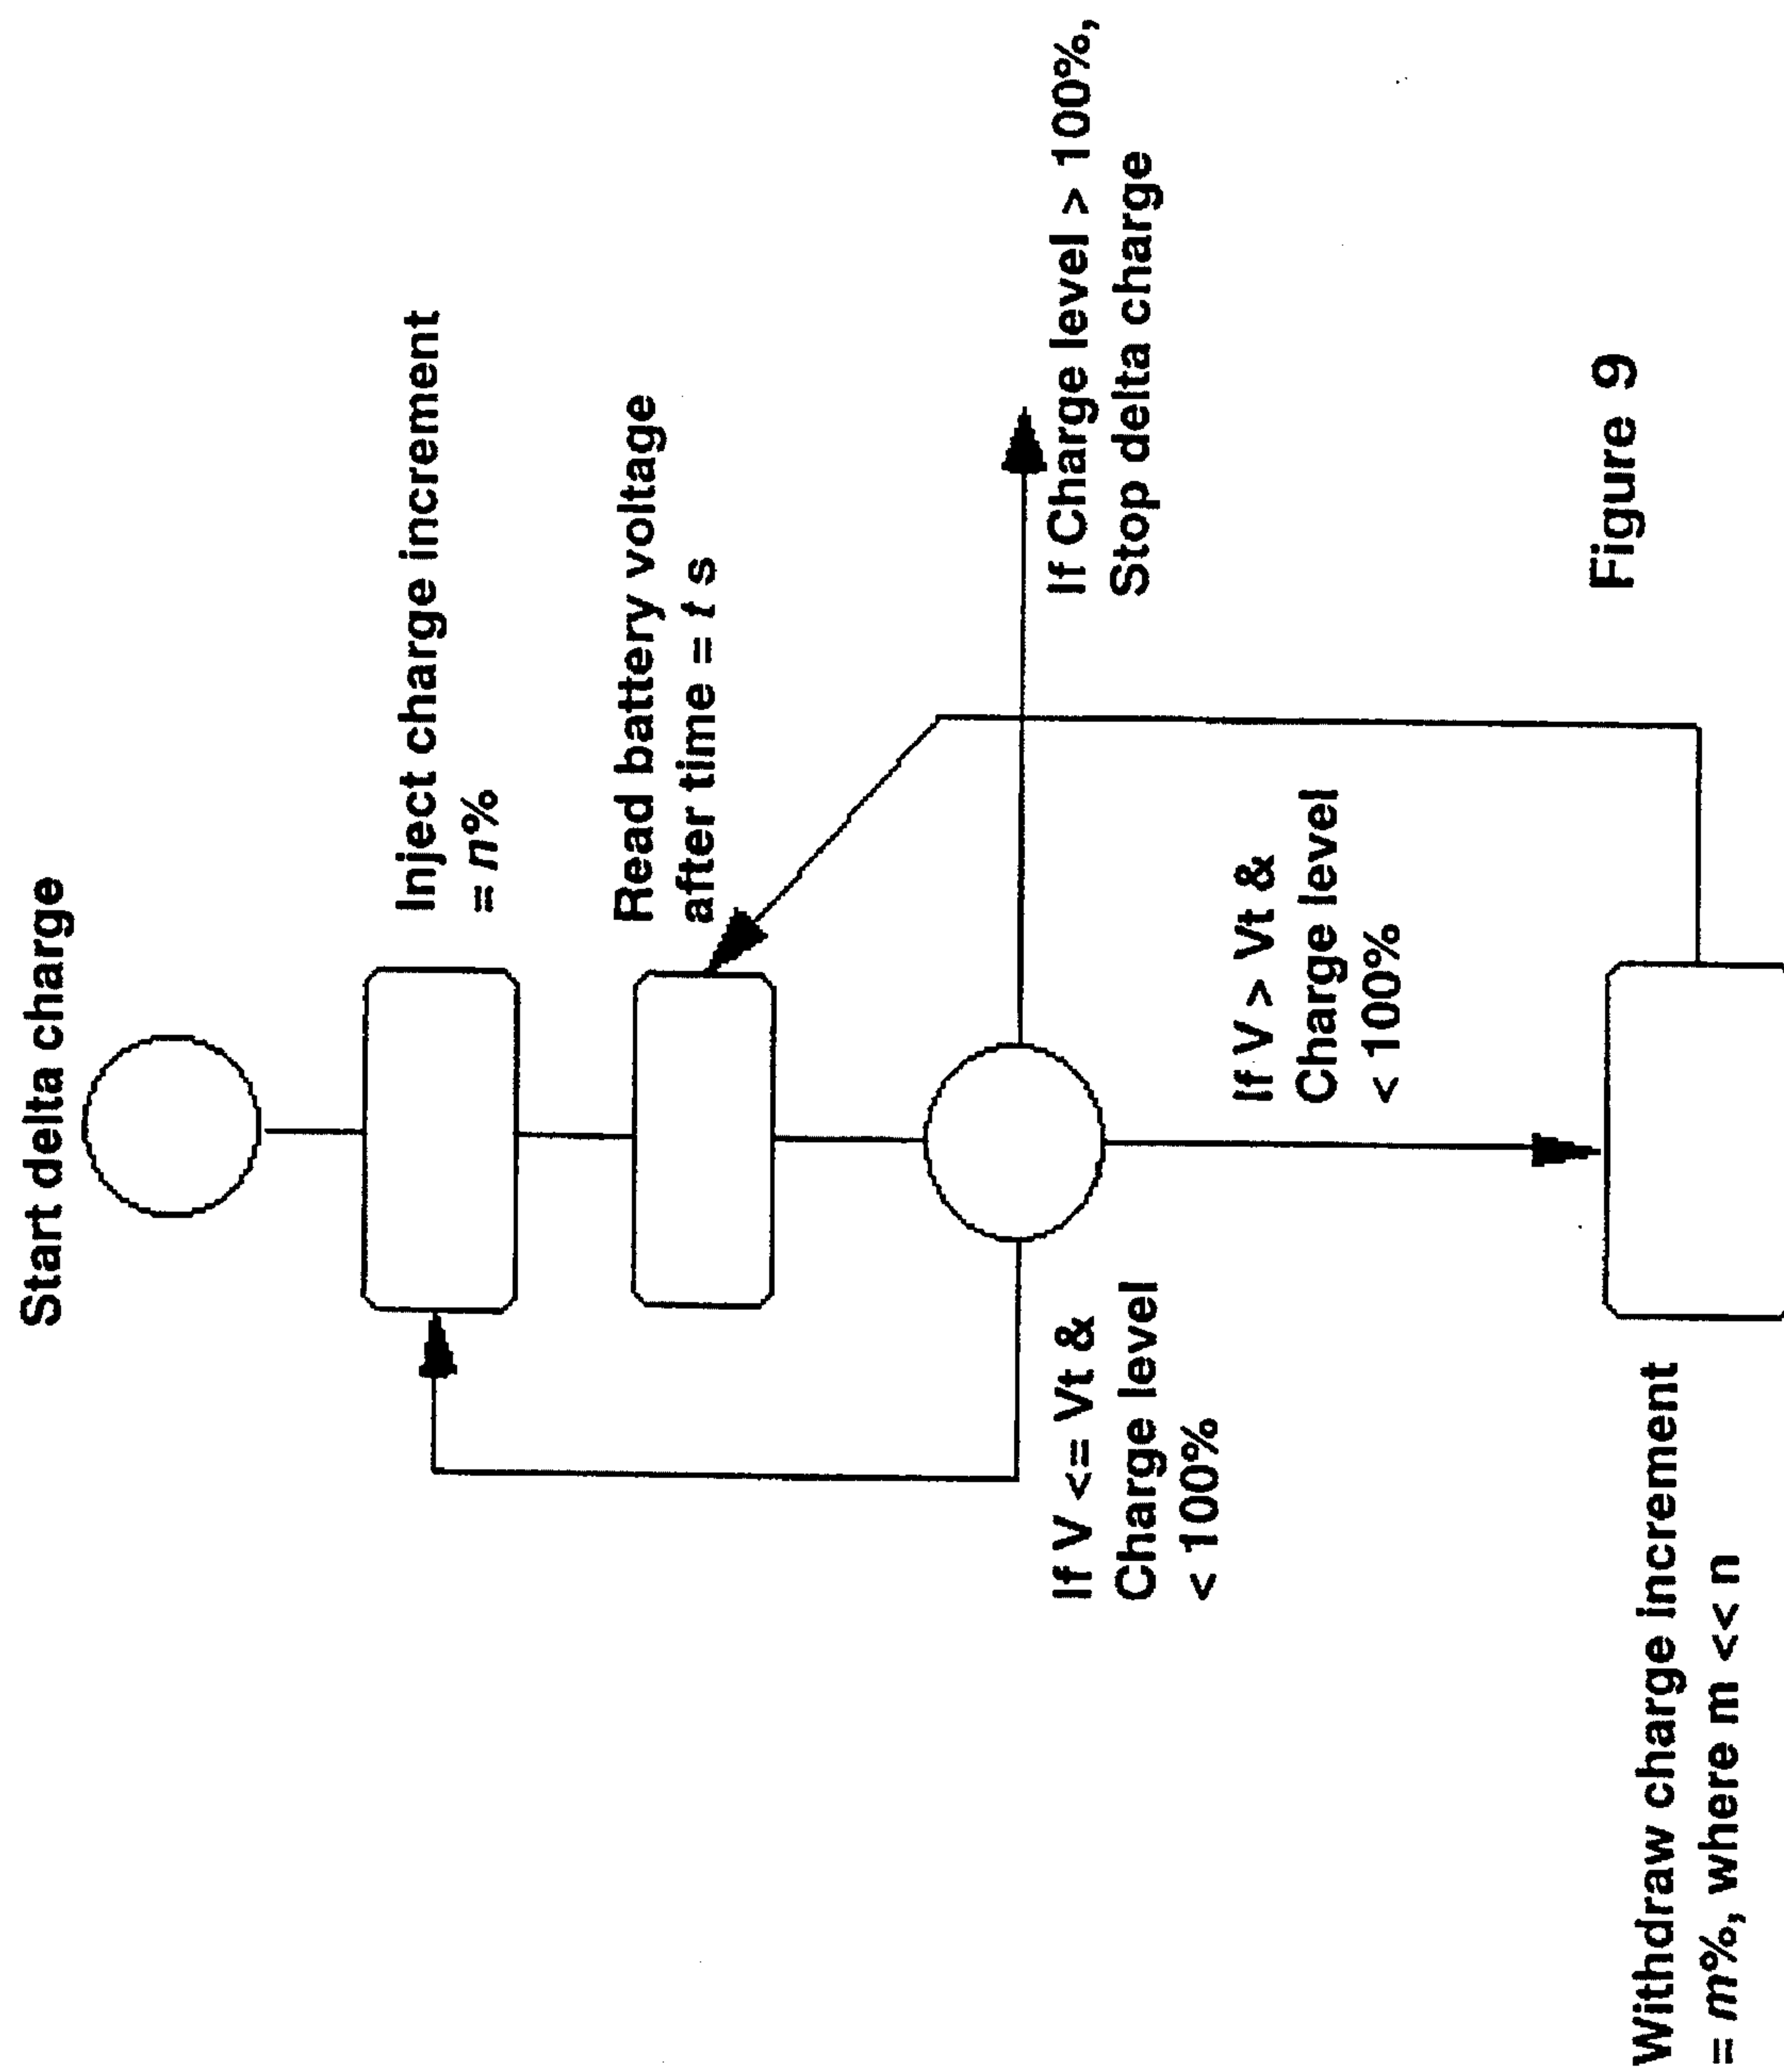 Start delta charge
Inject charge increment
= n%
Read battery voltage
after time = t s
If V <= Vt &
Charge level
< 100%
If Charge level > 100%,
Stop delta charge
If V > Vt &
Charge level
< 100%
Withdraw charge increment
= m%, where m << n
Figure 9